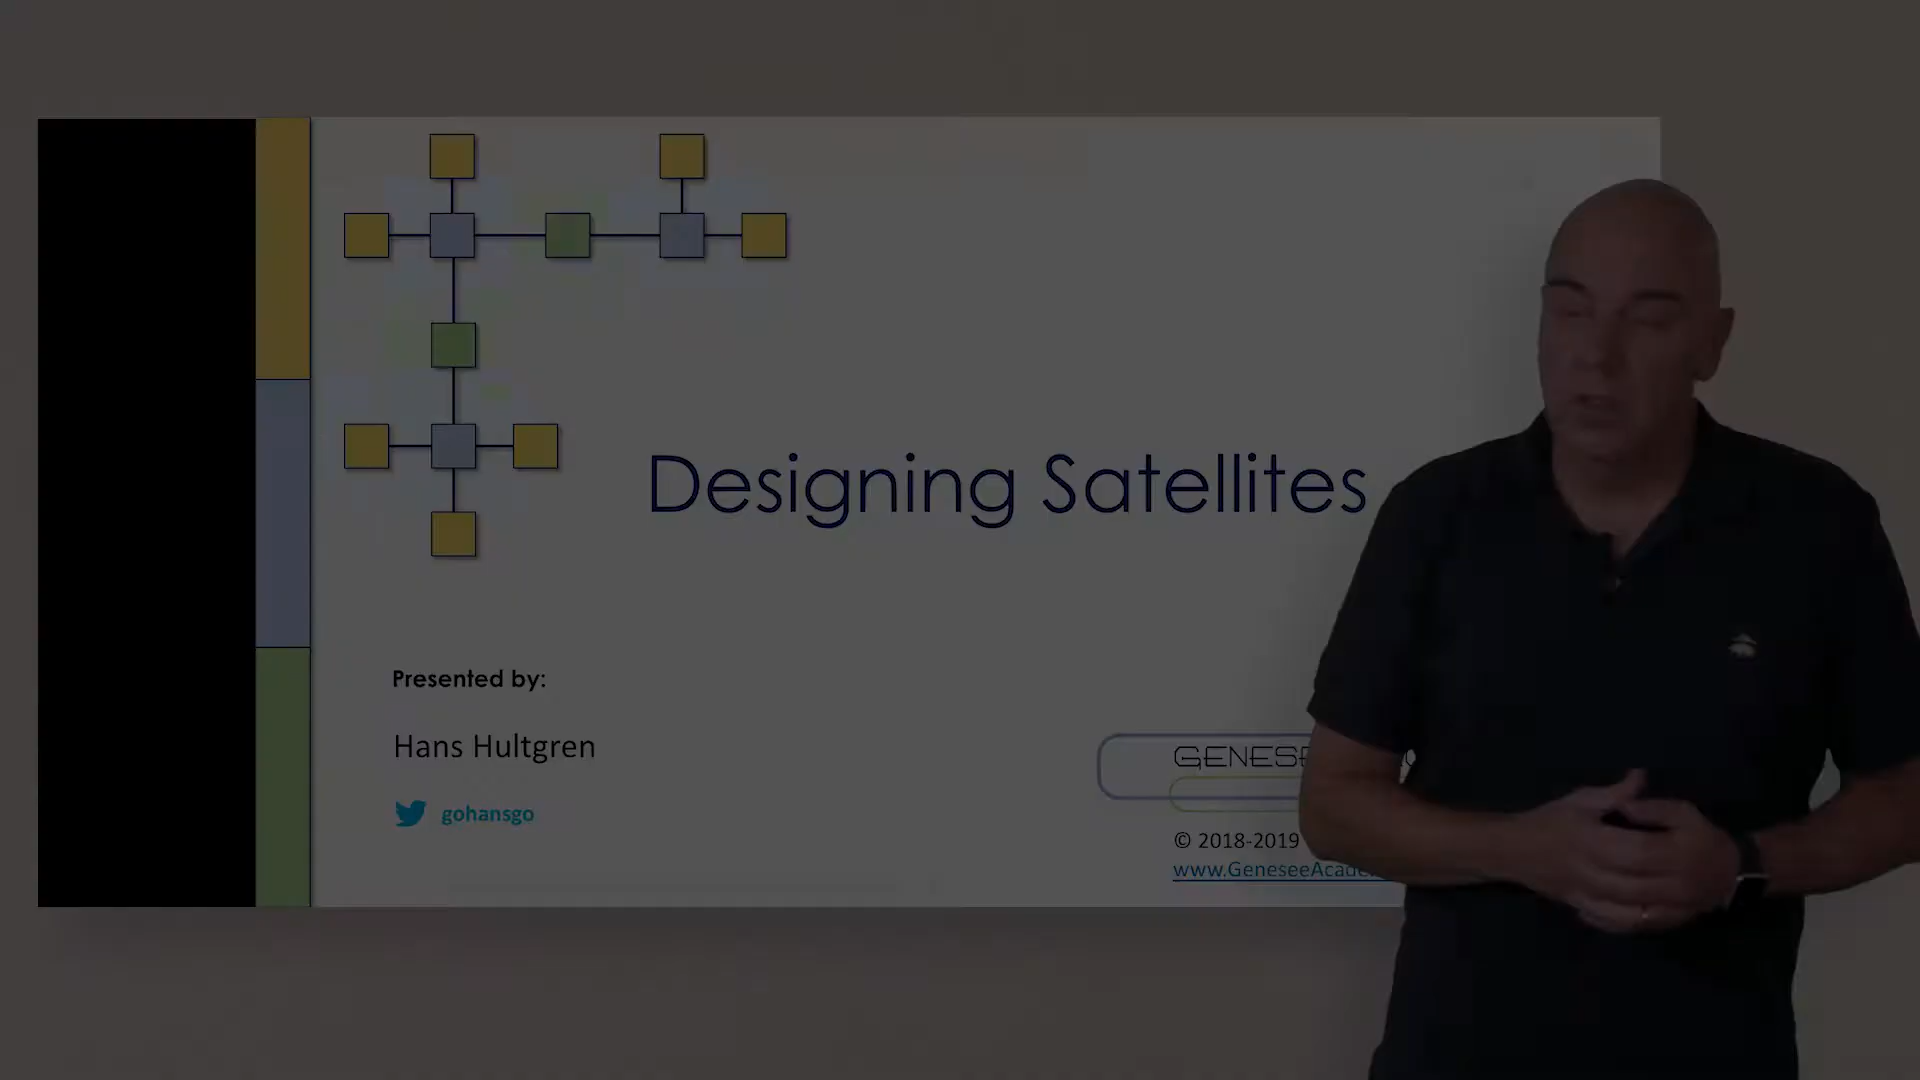 Designing Satellites
Presented by:
Hans Hultgren
gohansgo
© 2018-2019